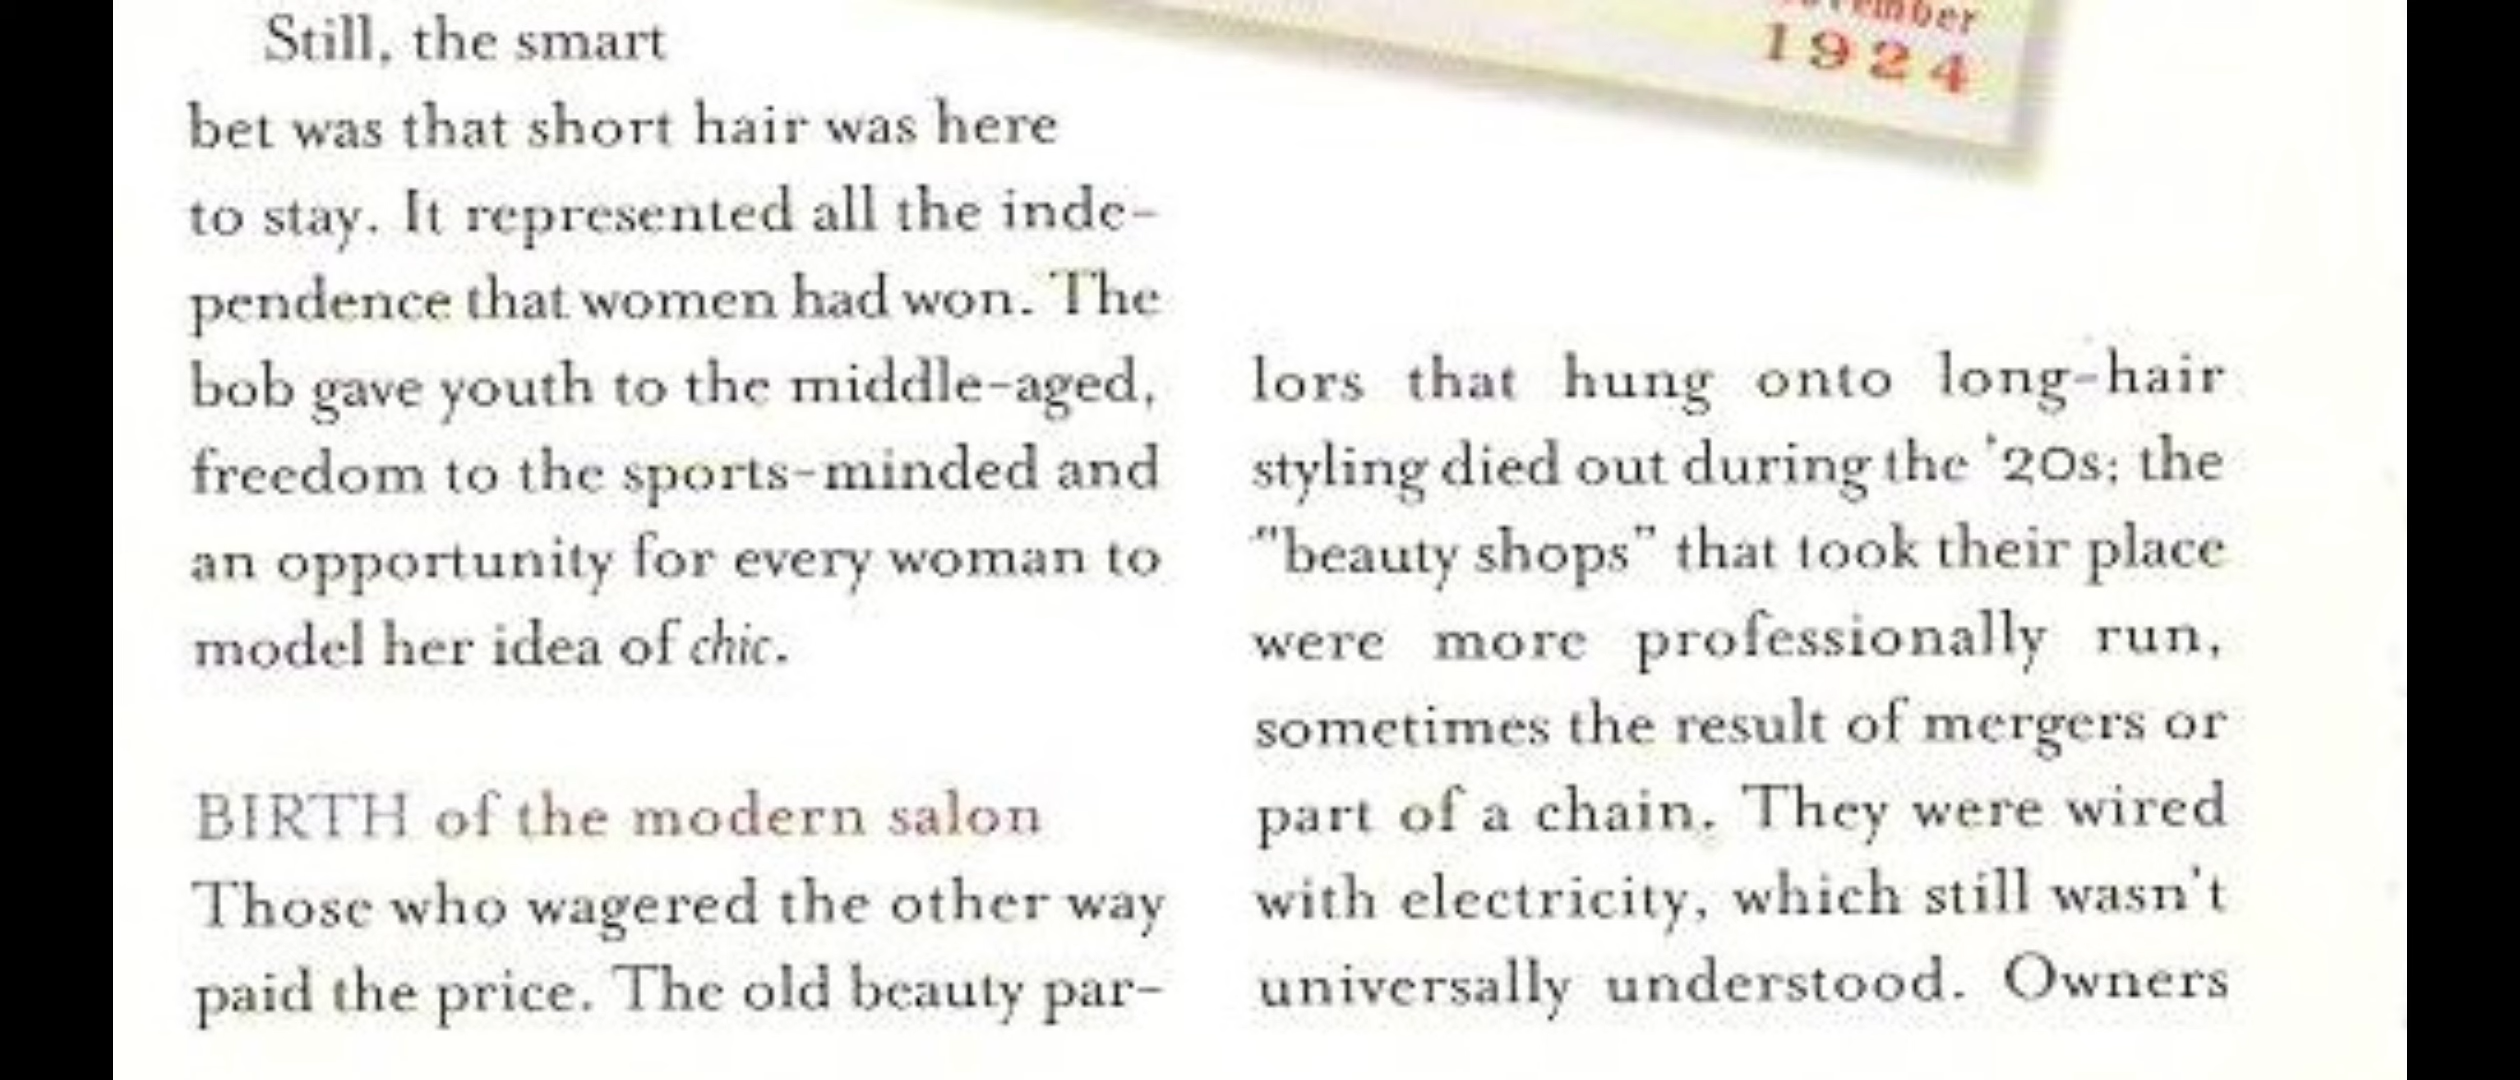 Still, the smart
bet was that short hair was here
to stay. It represented all the inde-
pendence that women had won. The
bob gave youth to the middle-aged,
freedom to the sports-minded and
an opportunity for every woman to
model her idea of chic.
BIRTH of the modern salon
Those who wagered the other way
paid the price. The old beauty par-
1924
lors that hung onto long-hair
styling died out during the '20s; the
"beauty shops" that took their place
were more professionally run,
sometimes the result of mergers or
part of a chain. They were wired
with electricity, which still wasn't
universally understood. Owners